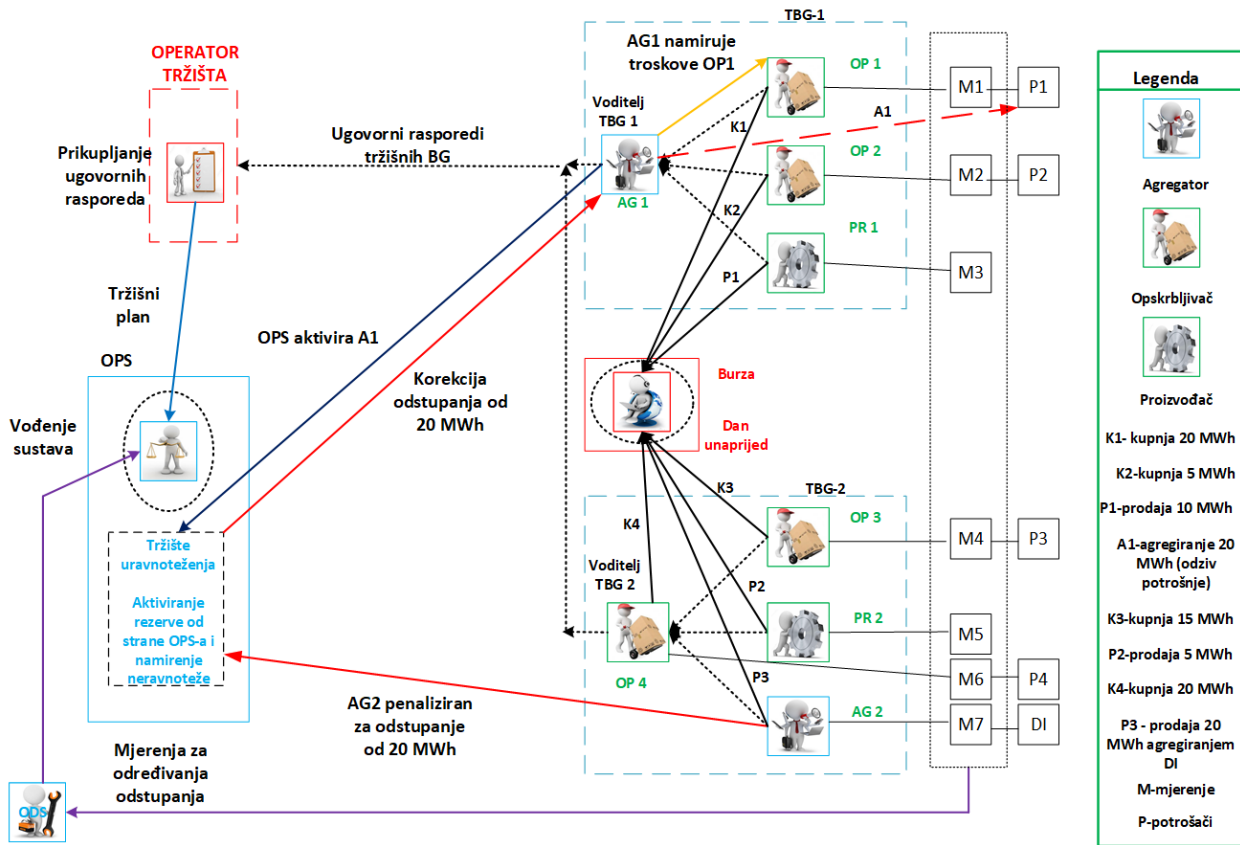 TBG-1
OPERATOR
TRŽIŠTA
Prikupljanje
ugovornih
rasporeda
Ugovorni rasporedi
tržišnih BG
AG1 namiruje
troskove OP1
Voditelj
TBG 1
AG 1
OP 1
K1
A1
OP 2
K2
PR 1
P1
M1
P1
M2
P2
M3
Tržišni
plan
OPS aktivira A1
Korekcija
odstupanja od
20 MWh
OPS
Vođenje
sustava
Tržište
uravnoteženja
Aktiviranje
rezerve od
strane OPS-a i
namirenje
neravnoteže
Burza
Dan
unaprijed
TBG-2
K3
K4
OP 3
Voditelj
TBG 2
P2
PR 2
OP 4
P3
AG 2
M4
P3
M5
M6
P4
M7
DI
AG2 penaliziran
za odstupanje
od 20 MWh
Mjerenja za
određivanja
odstupanja
ODS
Legenda
Agregator
Opskrbljivač
Proizvođač
K1- kupnja 20 MWh
K2-kupnja 5 MWh
P1-prodaja 10 MWh
A1-agregiranje 20
MWh (odziv
potrošnje)
K3-kupnja 15 MWh
P2-prodaja 5 MWh
K4-kupnja 20 MWh
P3 - prodaja 20
MWh agregiranjem
DI
M-mjerenje
P-potrošači